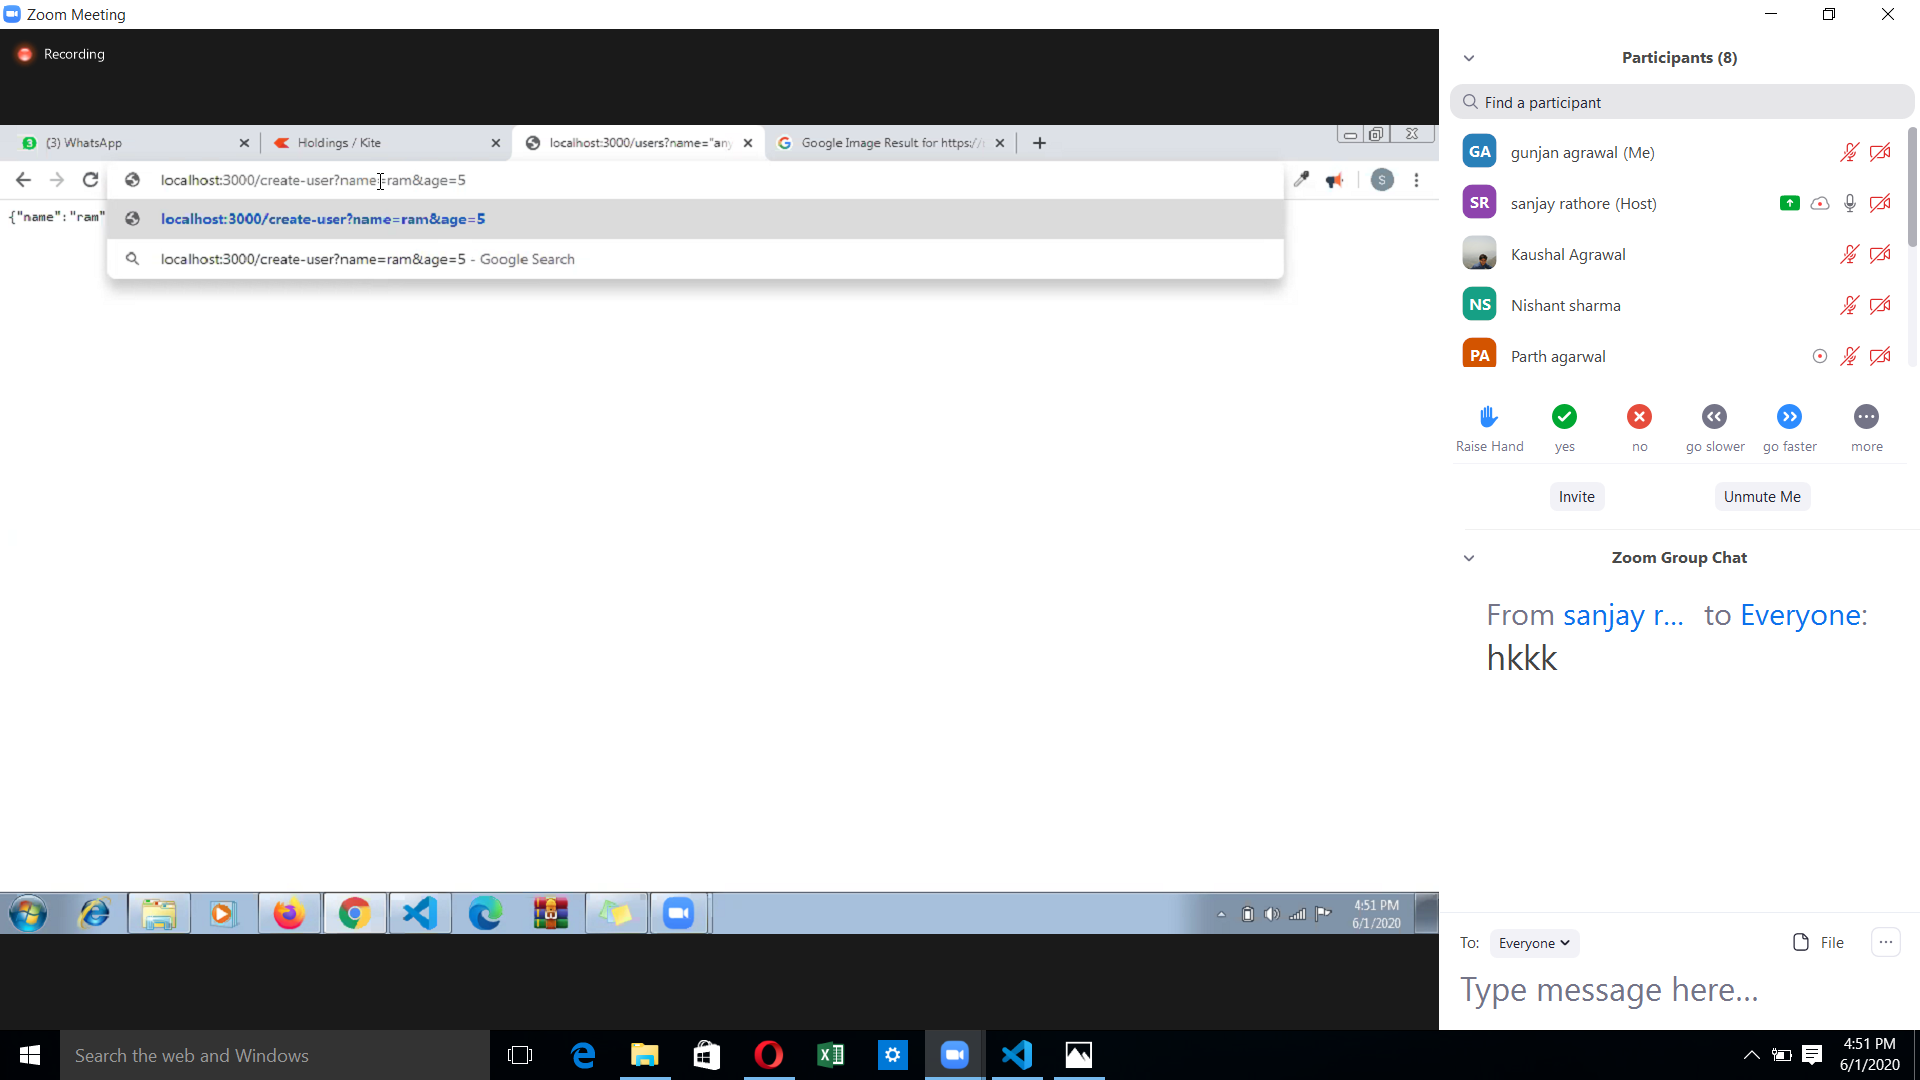 Zoom Meeting
Recording
(3) WhatsApp
Holdings / Kite
localhost:3000/users?name="any
Google Image Result for https://
localhost:3000/create-user?name=ram&age=5
S
{"name":"ram"
localhost:3000/create-user?name=ram&age=5
localhost:3000/create-user?name=ram&age=5 - Google Search
4:51 PM
6/1/2020
Participants (8)
Find a participant
GA gunjan agrawal (Me)
SR sanjay rathore (Host)
Kaushal Agrawal
NS Nishant sharma
PA Parth agarwal
Raise Hand yes no go slower go faster more
Invite Unmute Me
Zoom Group Chat
From sanjay r... to Everyone:
hkkk
To: Everyone File
Type message here...
Search the web and Windows
4:51 PM
6/1/2020